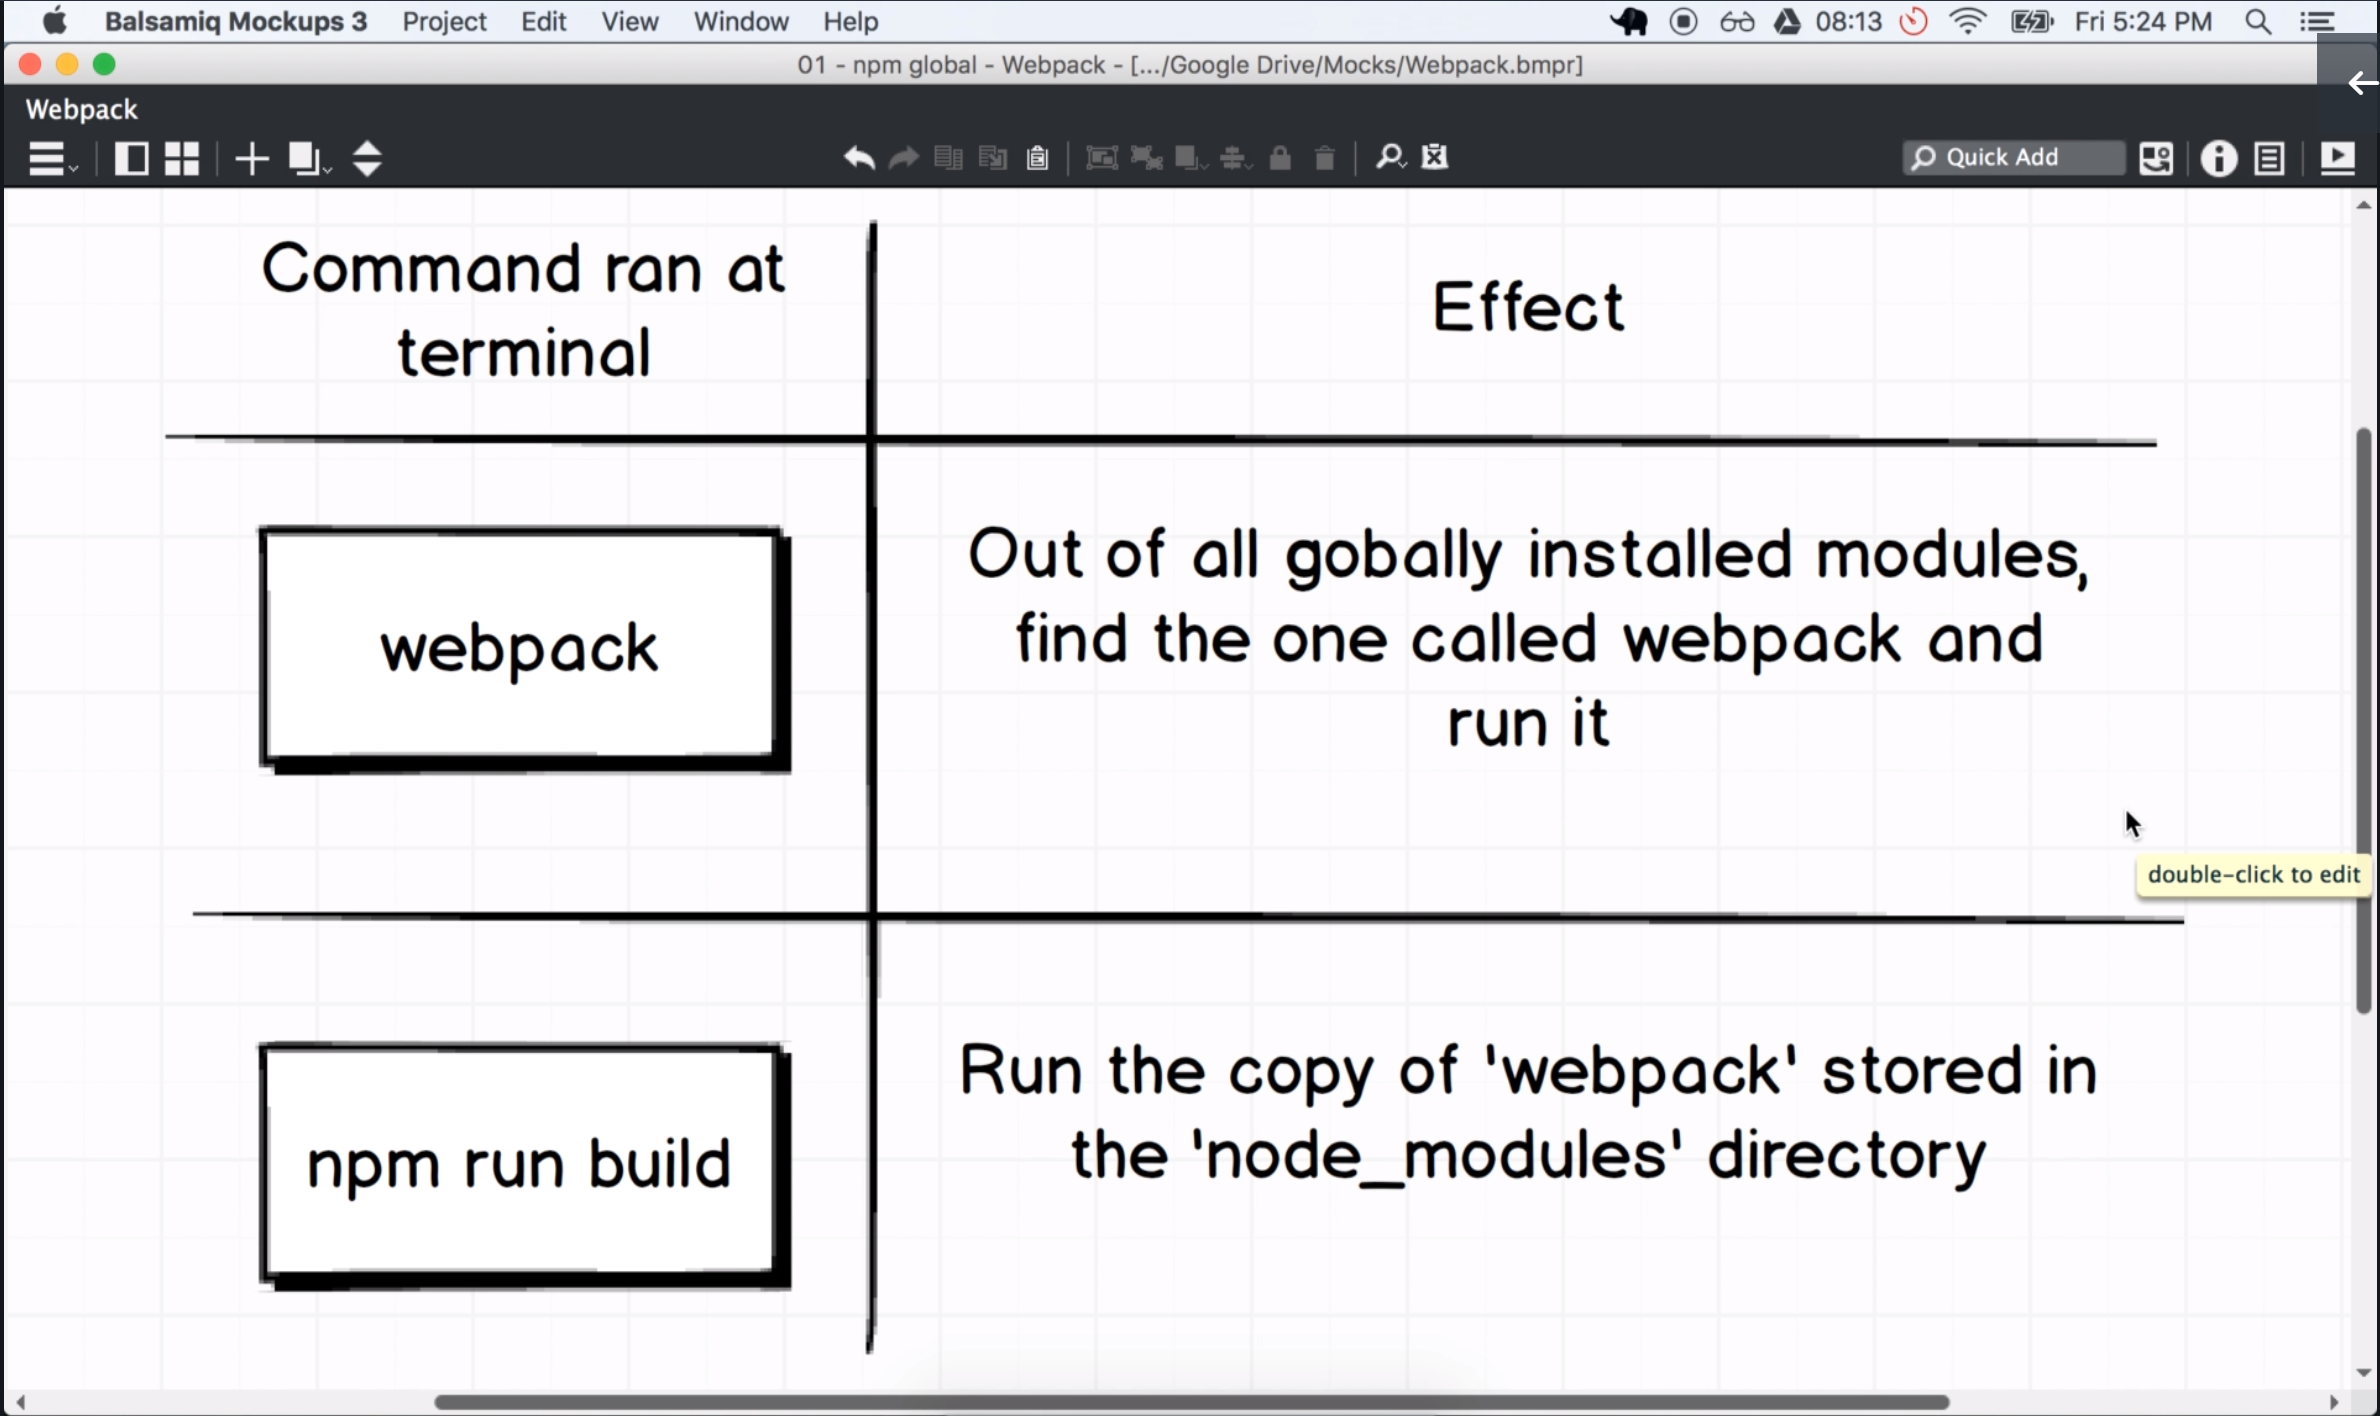 Balsamiq Mockups 3 Project Edit View Window Help 08:13 Fri 5:24 PM
01 - npm global - Webpack - [.../Google Drive/Mocks/Webpack.bmpr]
Webpack
Quick Add
Command ran at
terminal
Effect
webpack
Out of all gobally installed modules,
find the one called webpack and
run it
double-click to edit
npm run build
Run the copy of 'webpack' stored in
the 'node_modules' directory